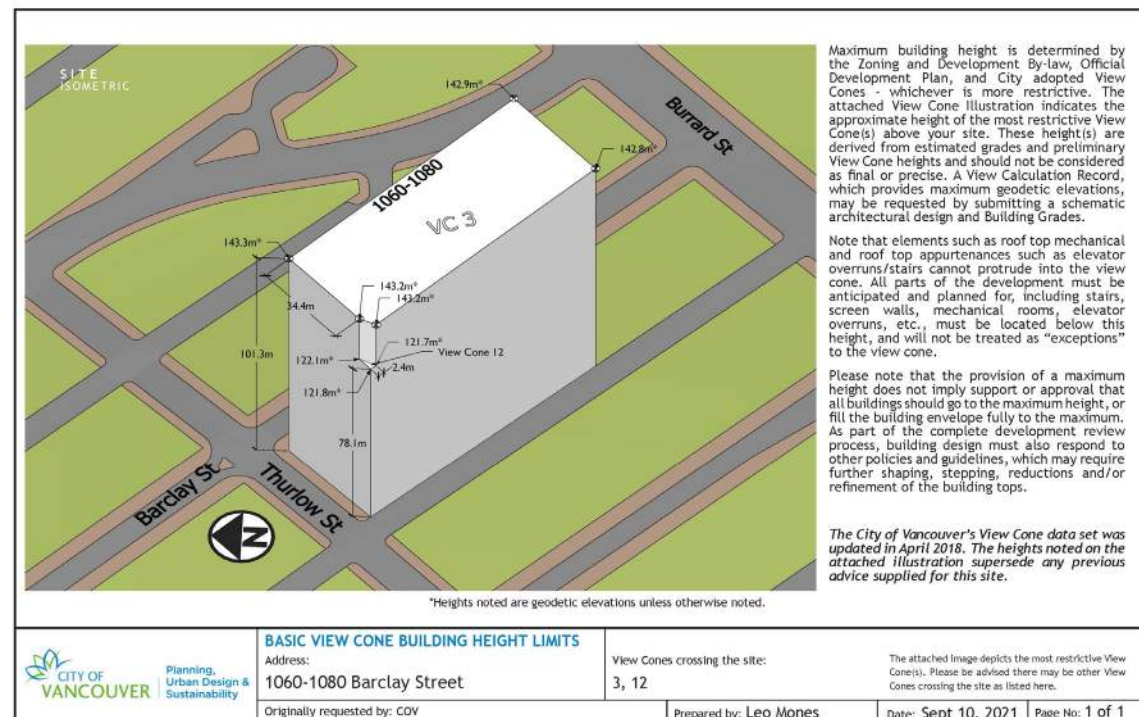 SITE
ISOMETRIC
142.9m*
Burrard St
142.8m*
1060-1080
VC 3
143.3m*
143.2m*
143.2m*
34.4m
121.7m*
101.3m
122.1m*
View Cone 12
2.4m
121.8m*
78.1m
Barclay St
Thurlow St
N
*Heights noted are geodetic elevations unless otherwise noted.
Maximum building height is determined by
the Zoning and Development By-law, Official
Development Plan, and City adopted View
Cones - whichever is more restrictive. The
attached View Cone Illustration indicates the
approximate height of the most restrictive View
Cone(s) above your site. These height(s) are
derived from estimated grades and preliminary
View Cone heights and should not be considered
as final or precise. A View Calculation Record,
which provides maximum geodetic elevations,
may be requested by submitting a schematic
architectural design and Building Grades.
Note that elements such as roof top mechanical
and roof top appurtenances such as elevator
overruns/stairs cannot protrude into the view
cone. All parts of the development must be
anticipated and planned for, including stairs,
screen walls, mechanical rooms, elevator
overruns, etc., must be located below this
height, and will not be treated as "exceptions"
to the view cone.
Please note that the provision of a maximum
height does not imply support or approval that
all buildings should go to the maximum height, or
fill the building envelope fully to the maximum.
As part of the complete development review
process, building design must also respond to
other policies and guidelines, which may require
further shaping, stepping, reductions and/or
refinement of the building tops.
The City of Vancouver's View Cone data set was
updated in April 2018. The heights noted on the
attached illustration supersede any previous
advice supplied for this site.
CITY OF
VANCOUVER
Planning,
Urban Design &
Sustainability
BASIC VIEW CONE BUILDING HEIGHT LIMITS
Address:
1060-1080 Barclay Street
View Cones crossing the site:
3, 12
The attached image depicts the most restrictive View
Cone(s). Please be advised there may be other View
Cones crossing the site as listed here.
Originally requested by: COV
Prepared by: Leo Mones
Date: Sept 10, 2021
Page No: 1 of 1